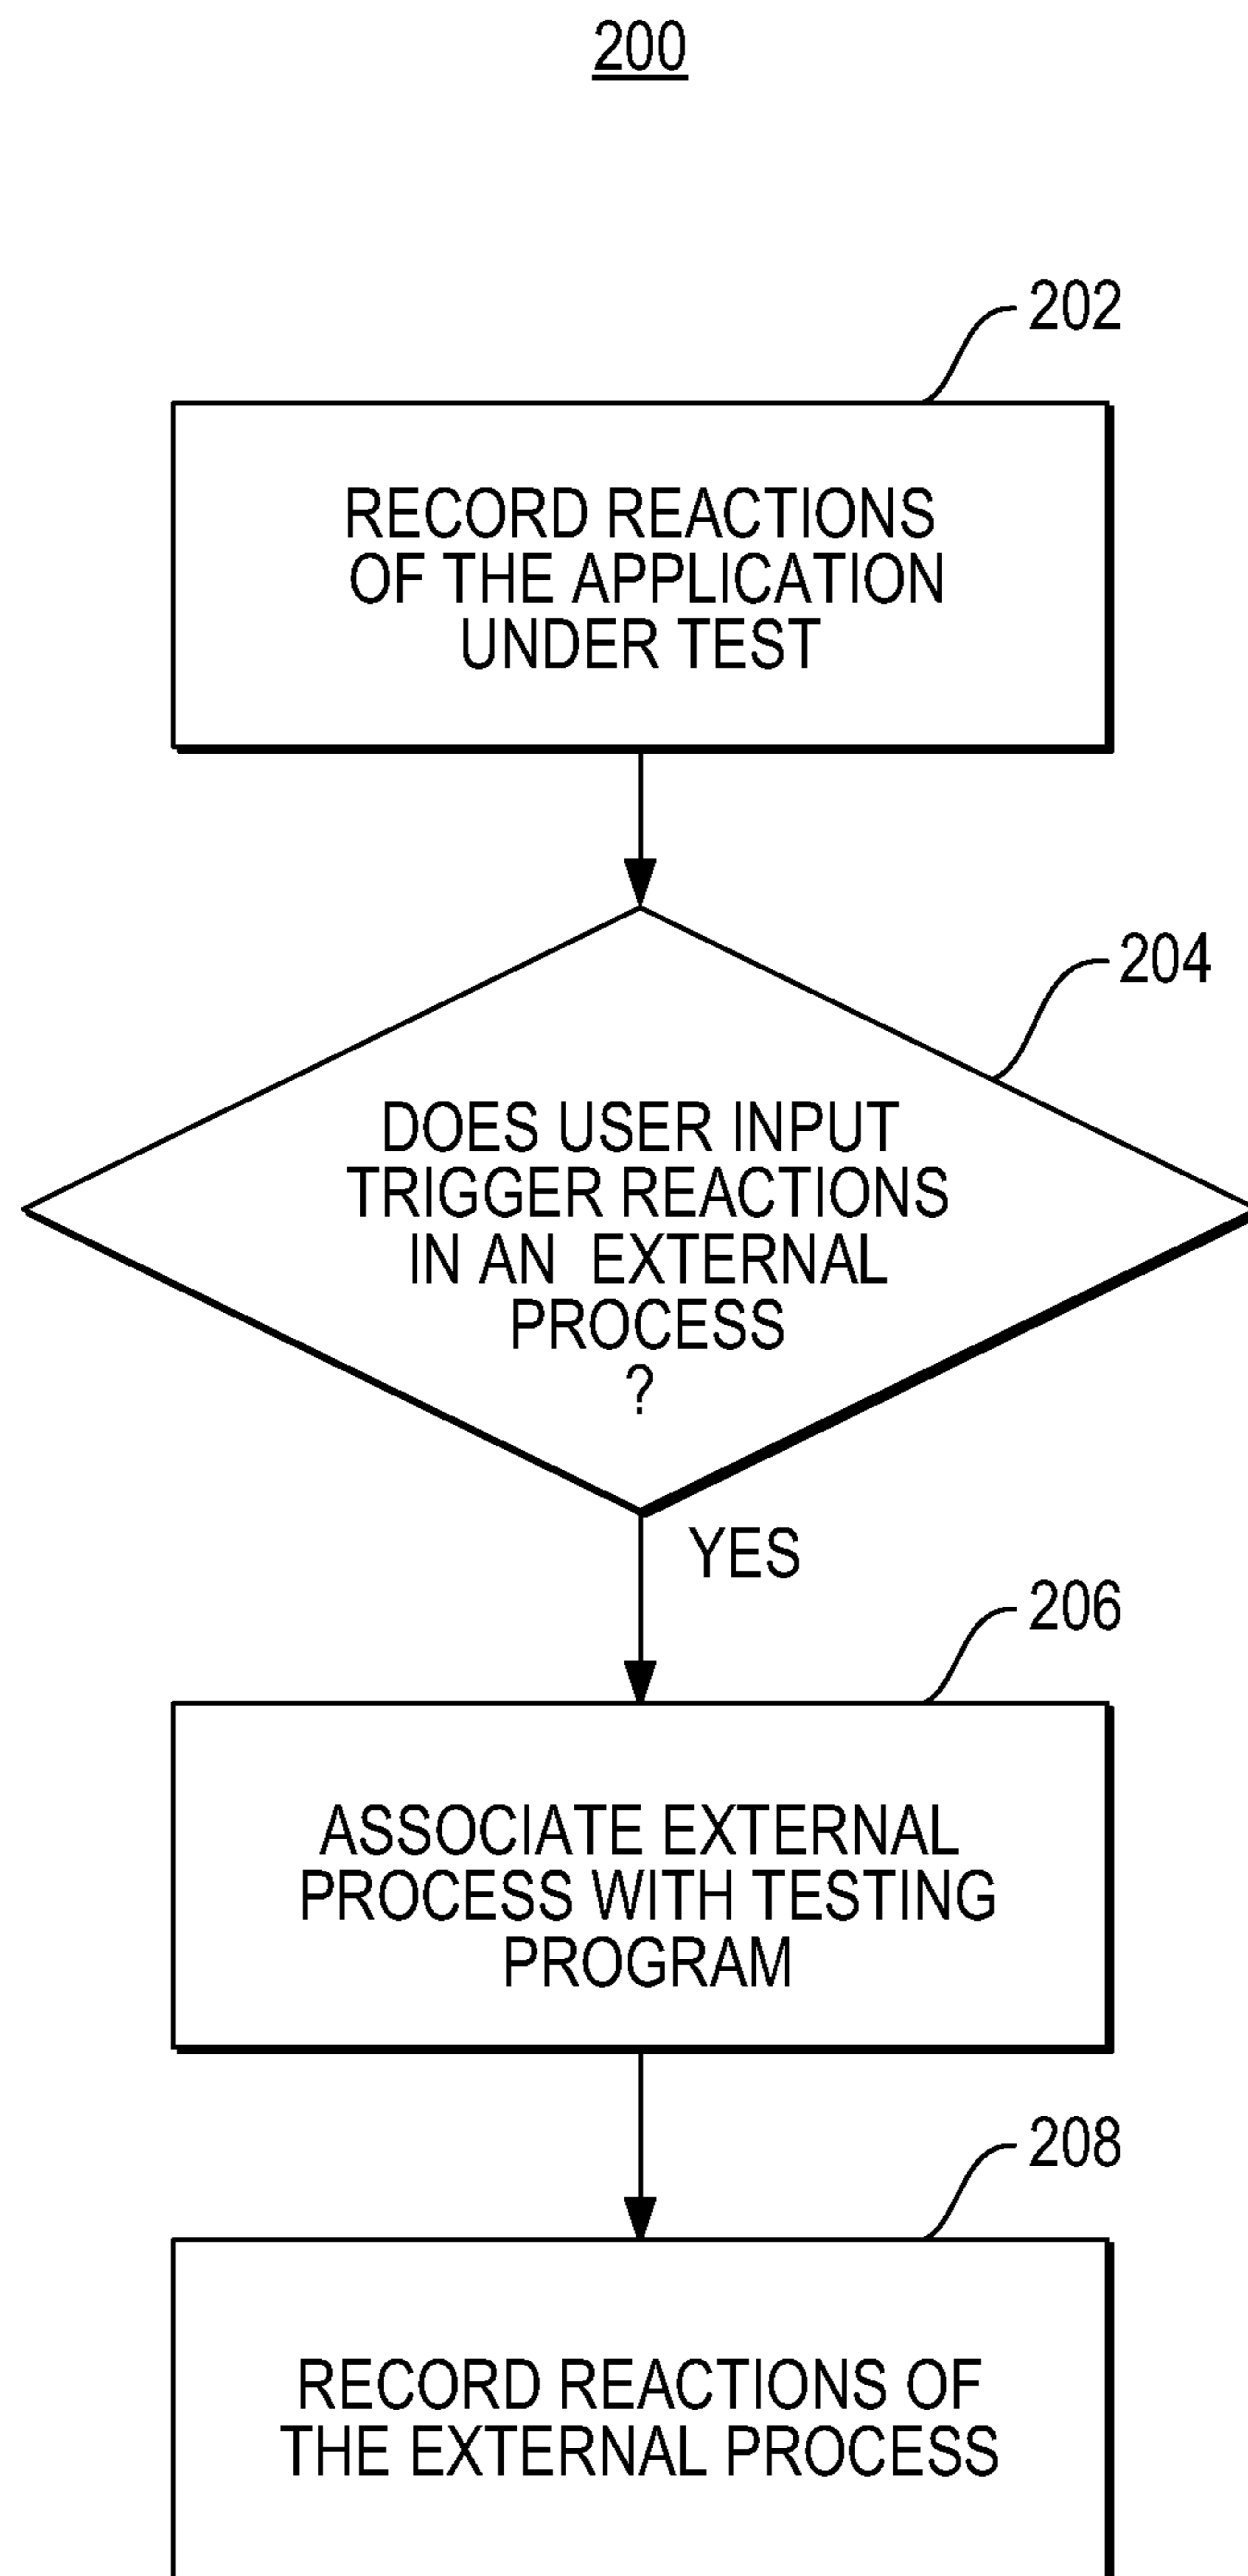 200
202
RECORD REACTIONS
OF THE APPLICATION
UNDER TEST
204
DOES USER INPUT
TRIGGER REACTIONS
IN AN EXTERNAL
PROCESS
?
YES
206
ASSOCIATE EXTERNAL
PROCESS WITH TESTING
PROGRAM
208
RECORD REACTIONS OF
THE EXTERNAL PROCESS